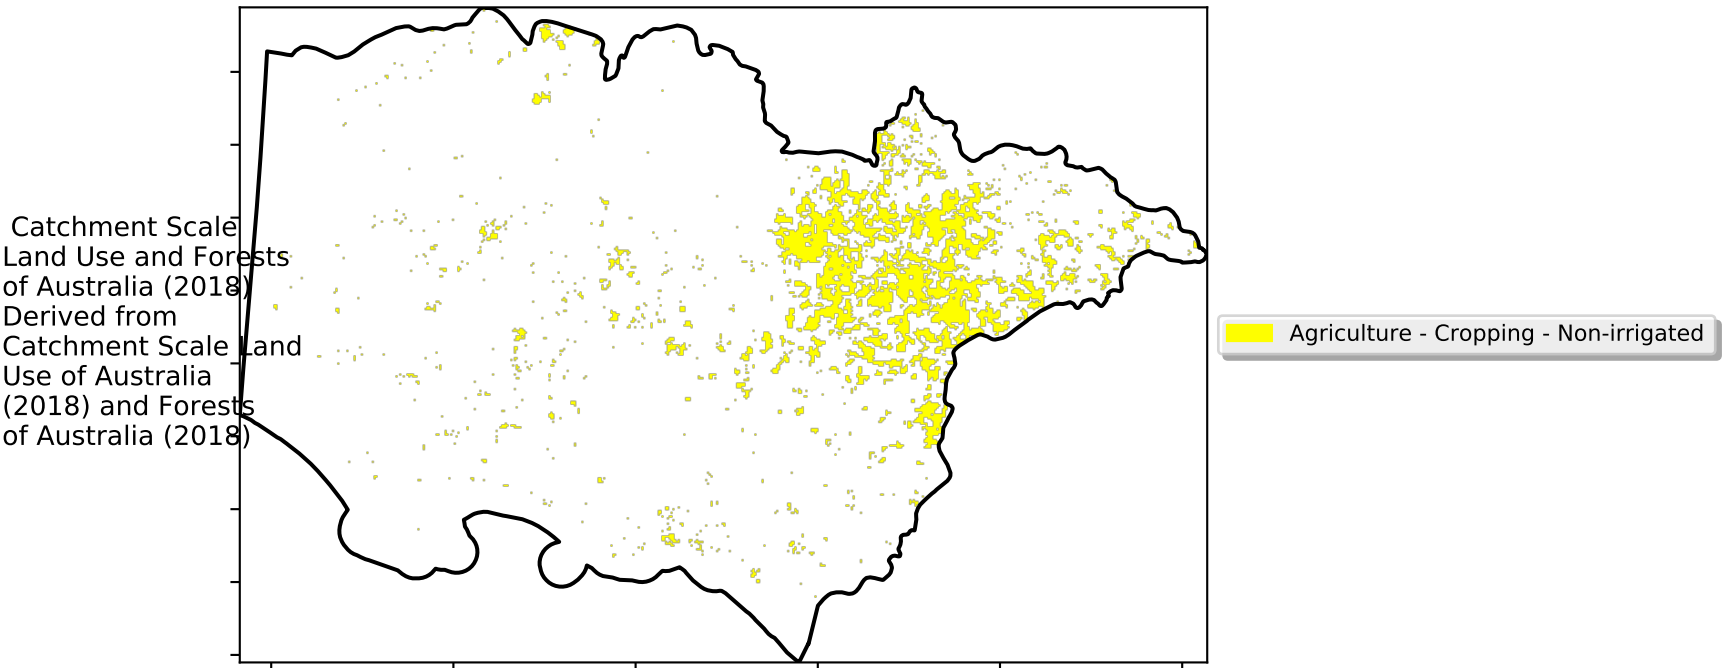 Catchment Scale
Land Use and Forests
of Australia (2018)
Derived from
Catchment Scale Land
Use of Australia
(2018) and Forests
of Australia (2018)
Agriculture - Cropping - Non-irrigated